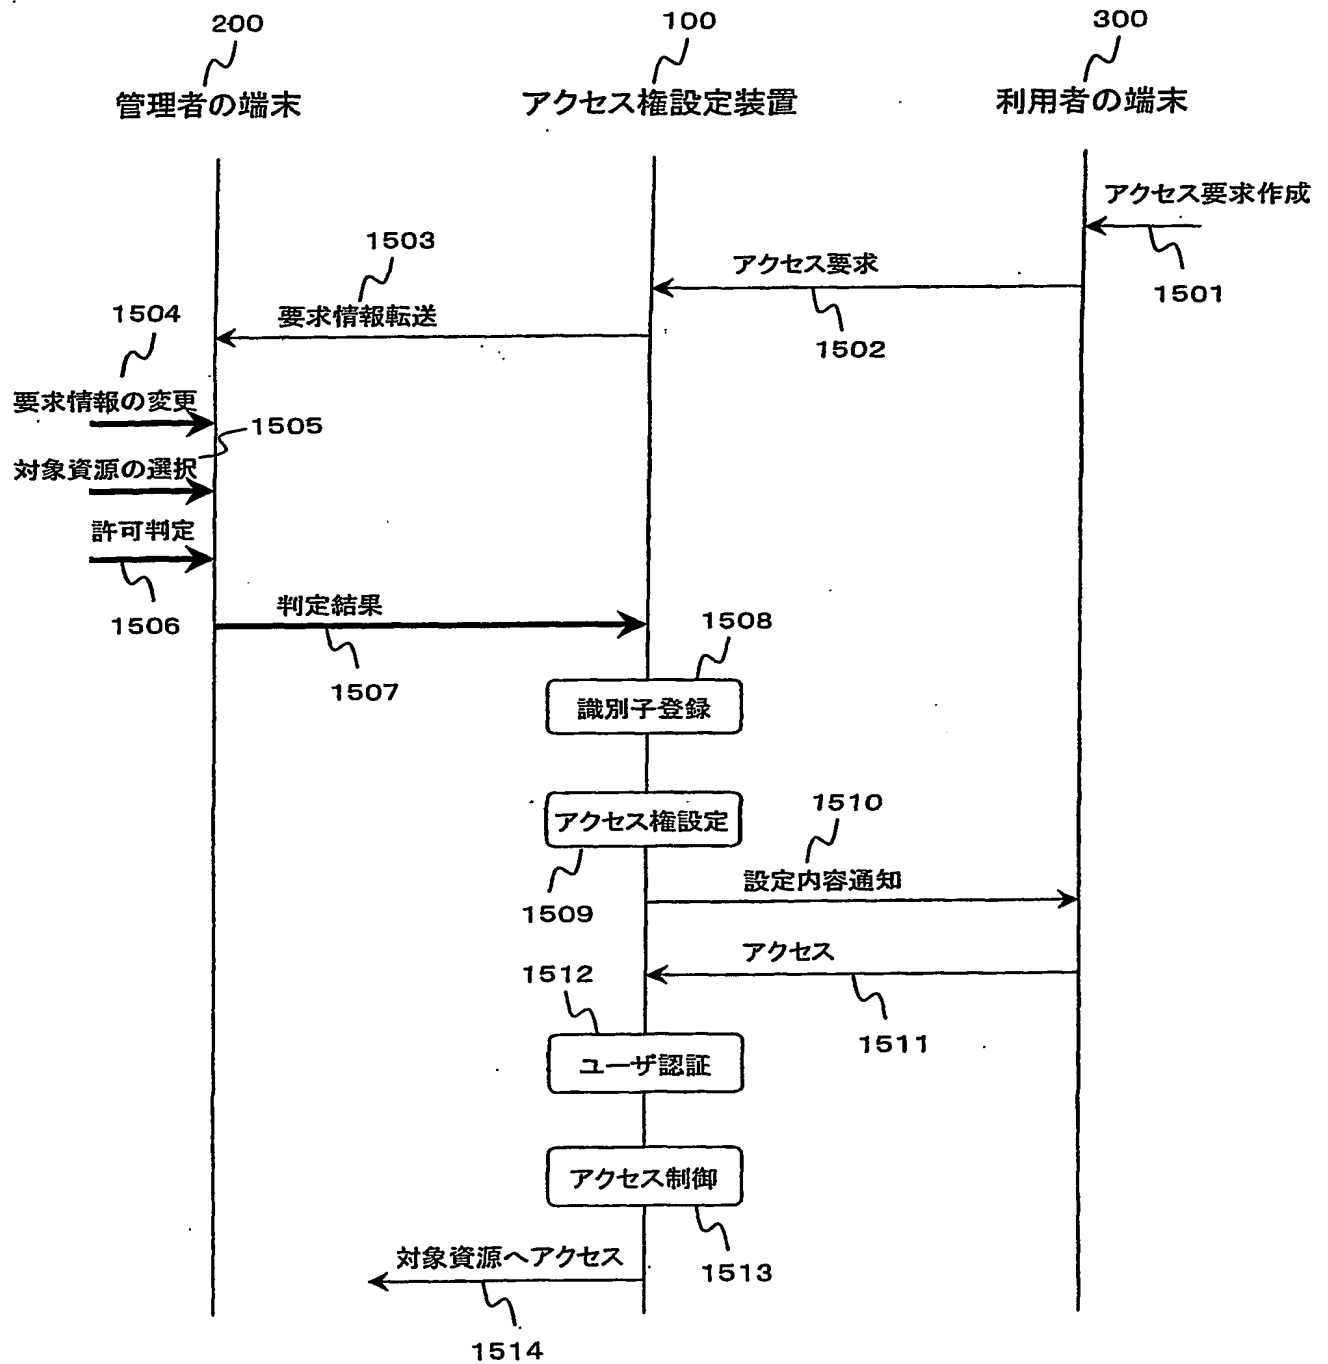 200
100
300
管理者の端末
アクセス権設定装置
利用者の端末
アクセス要求作成
1501
アクセス要求
1502
1503
要求情報転送
1504
要求情報の変更
1505
対象資源の選択
許可判定
1506
判定結果
1507
1508
識別子登録
アクセス権設定
1509
1510
設定内容通知
アクセス
1511
1512
ユーザ認証
アクセス制御
1513
対象資源へアクセス
1514